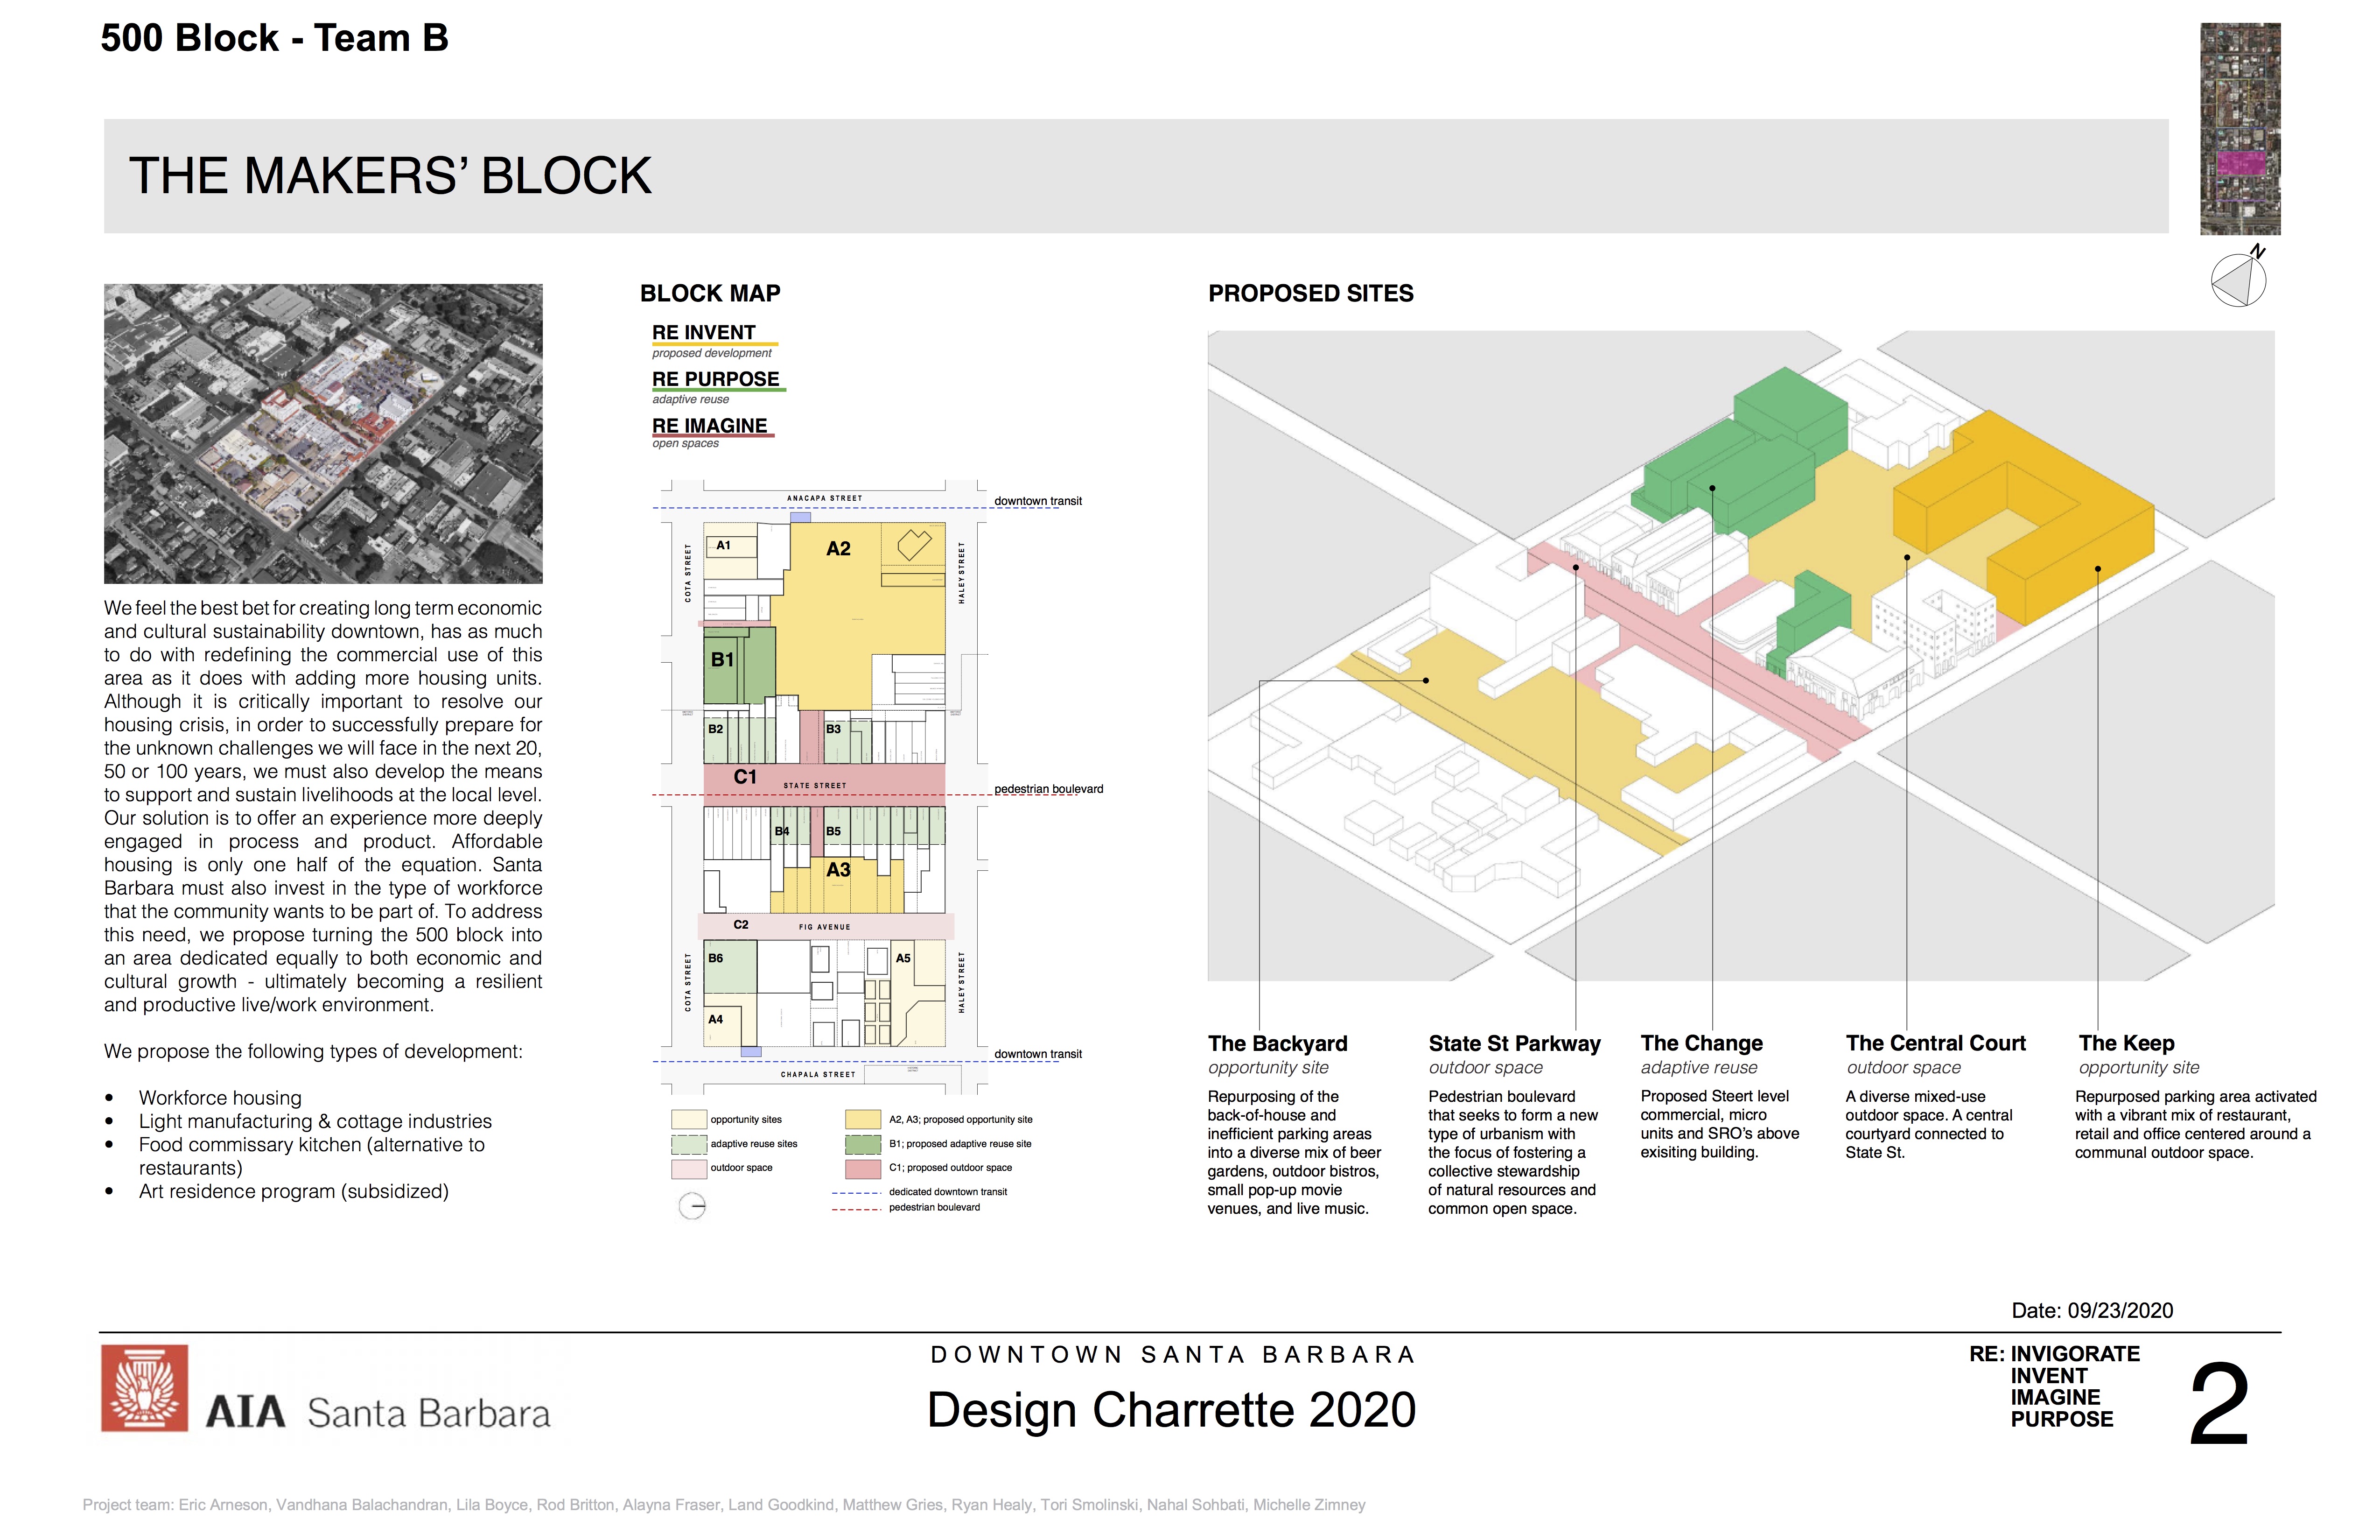 500 Block - Team B
THE MAKERS’ BLOCK
N
We feel the best bet for creating long term economic
and cultural sustainability downtown, has as much
to do with redefining the commercial use of this
area as it does with adding more housing units.
Although it is critically important to resolve our
housing crisis, in order to successfully prepare for
the unknown challenges we will face in the next 20,
50 or 100 years, we must also develop the means
to support and sustain livelihoods at the local level.
Our solution is to offer an experience more deeply
engaged in process and product. Affordable
housing is only one half of the equation. Santa
Barbara must also invest in the type of workforce
that the community wants to be part of. To address
this need, we propose turning the 500 block into
an area dedicated equally to both economic and
cultural growth - ultimately becoming a resilient
and productive live/work environment.
We propose the following types of development:
• Workforce housing
• Light manufacturing & cottage industries
• Food commissary kitchen (alternative to
restaurants)
• Art residence program (subsidized)
BLOCK MAP
RE INVENT
proposed development
RE PURPOSE
adaptive reuse
RE IMAGINE
open spaces
ANACAPA STREET
downtown transit
A1
A2
COTA STREET
HALEY STREET
B1
B2
B3
C1
STATE STREET
pedestrian boulevard
B4
B5
A3
C2
FIG AVENUE
B6
A5
COTA STREET
HALEY STREET
A4
downtown transit
CHAPALA STREET
opportunity sites
adaptive reuse sites
outdoor space
A2, A3; proposed opportunity site
B1; proposed adaptive reuse site
C1; proposed outdoor space
dedicated downtown transit
pedestrian boulevard
PROPOSED SITES
The Backyard
opportunity site
Repurposing of the
back-of-house and
inefficient parking areas
into a diverse mix of beer
gardens, outdoor bistros,
small pop-up movie
venues, and live music.
State St Parkway
outdoor space
Pedestrian boulevard
that seeks to form a new
type of urbanism with
the focus of fostering a
collective stewardship
of natural resources and
common open space.
The Change
adaptive reuse
Proposed Steert level
commercial, micro
units and SRO’s above
exisiting building.
The Central Court
outdoor space
A diverse mixed-use
outdoor space. A central
courtyard connected to
State St.
The Keep
opportunity site
Repurposed parking area activated
with a vibrant mix of restaurant,
retail and office centered around a
communal outdoor space.
Date: 09/23/2020
AIA Santa Barbara
DOWNTOWN SANTA BARBARA
Design Charrette 2020
RE: INVIGORATE
INVENT
IMAGINE
PURPOSE
2
Project team: Eric Arneson, Vandhana Balachandran, Lila Boyce, Rod Britton, Alayna Fraser, Land Goodkind, Matthew Gries, Ryan Healy, Tori Smolinski, Nahal Sohbati, Michelle Zimney